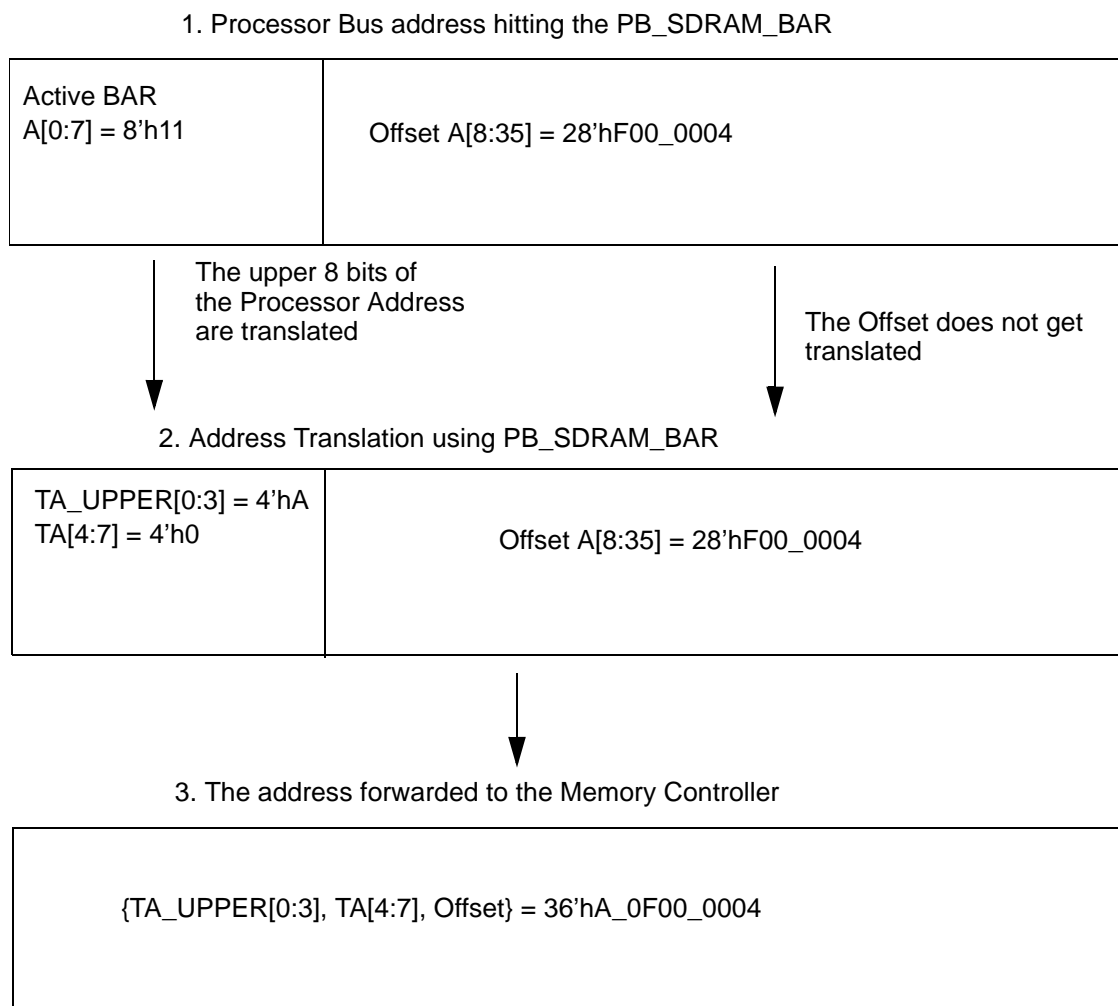 1. Processor Bus address hitting the PB_SDRAM_BAR
Active BAR
A[0:7] = 8’h11
Offset A[8:35] = 28’hF00_0004
The upper 8 bits of
the Processor Address
are translated
The Offset does not get
translated
2. Address Translation using PB_SDRAM_BAR
TA_UPPER[0:3] = 4’hA
TA[4:7] = 4’h0
Offset A[8:35] = 28’hF00_0004
3. The address forwarded to the Memory Controller
{TA_UPPER[0:3], TA[4:7], Offset} = 36’hA_0F00_0004